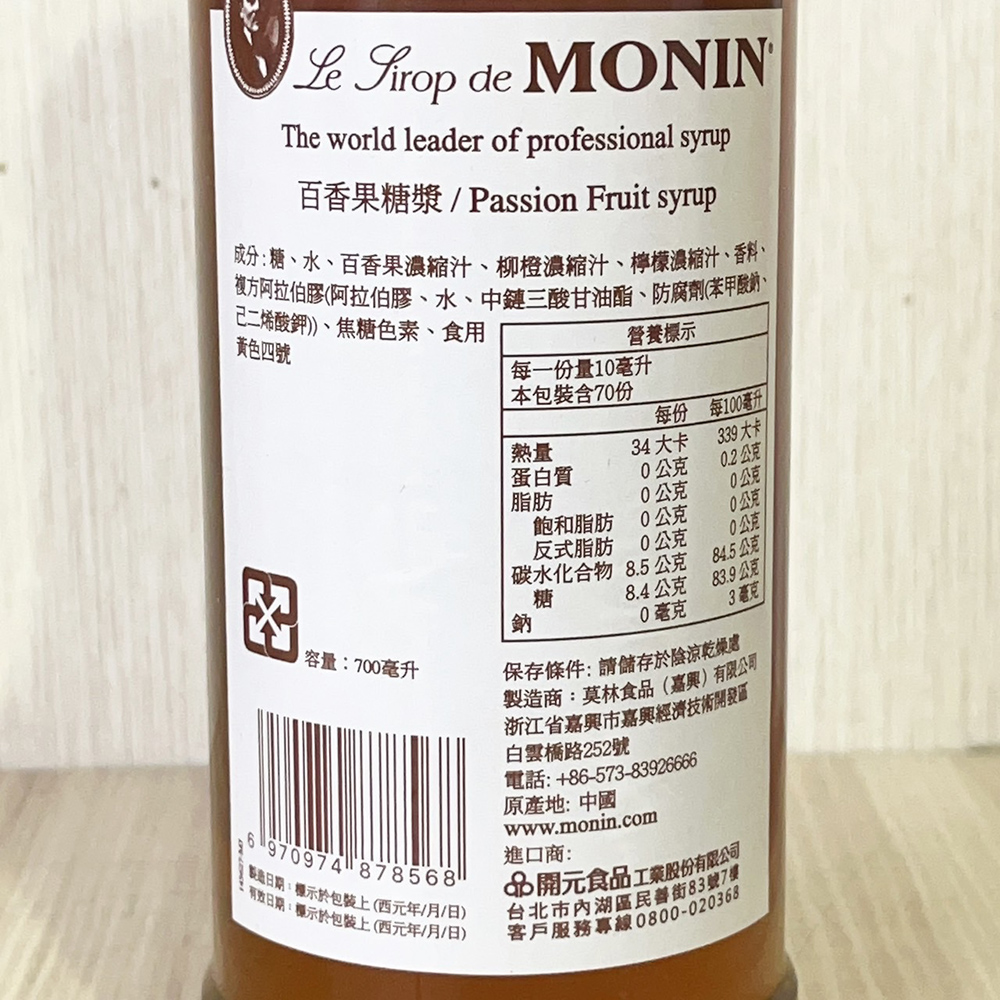 Le Sirop de MONIN®
The world leader of professional syrup
百香果糖漿 / Passion Fruit syrup
成分:糖、水、百香果濃縮汁、柳橙濃縮汁、檸檬濃縮汁、香料、
複方阿拉伯膠(阿拉伯膠、水、中鏈三酸甘油酯、防腐劑(苯甲酸鈉、
己二烯酸鉀))、焦糖色素、食用
黃色四號
營養標示
每一份量10毫升
本包裝含70份
每份 每100毫升
熱量 34 大卡 339 大卡
蛋白質 0 公克 0.2 公克
脂肪 0 公克 0 公克
飽和脂肪 0 公克 0 公克
反式脂肪 0 公克 0 公克
碳水化合物 8.5 公克 84.5 公克
糖 8.4 公克 83.9 公克
鈉 0 毫克 3 毫克
容量：700毫升
保存條件: 請儲存於陰涼乾燥處
製造商：莫林食品（嘉興）有限公司
浙江省嘉興市嘉興經濟技術開發區
白雲橋路252號
電話: +86-573-83926666
原產地: 中國
www.monin.com
進口商:
開元食品工業股份有限公司
台北市內湖區民善街83號7樓
客戶服務專線0800-020368
6 970974 878568
製造日期：標示於包裝上 (西元年/月/日)
有效日期：標示於包裝上 (西元年/月/日)